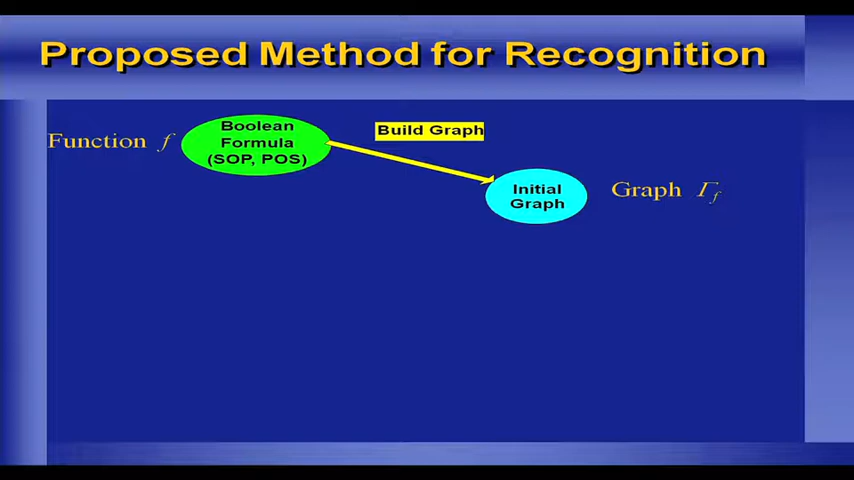 Proposed Method for Recognition
Function f
Boolean
Formula
(SOP, POS)
Build Graph
Initial
Graph
Graph Γf